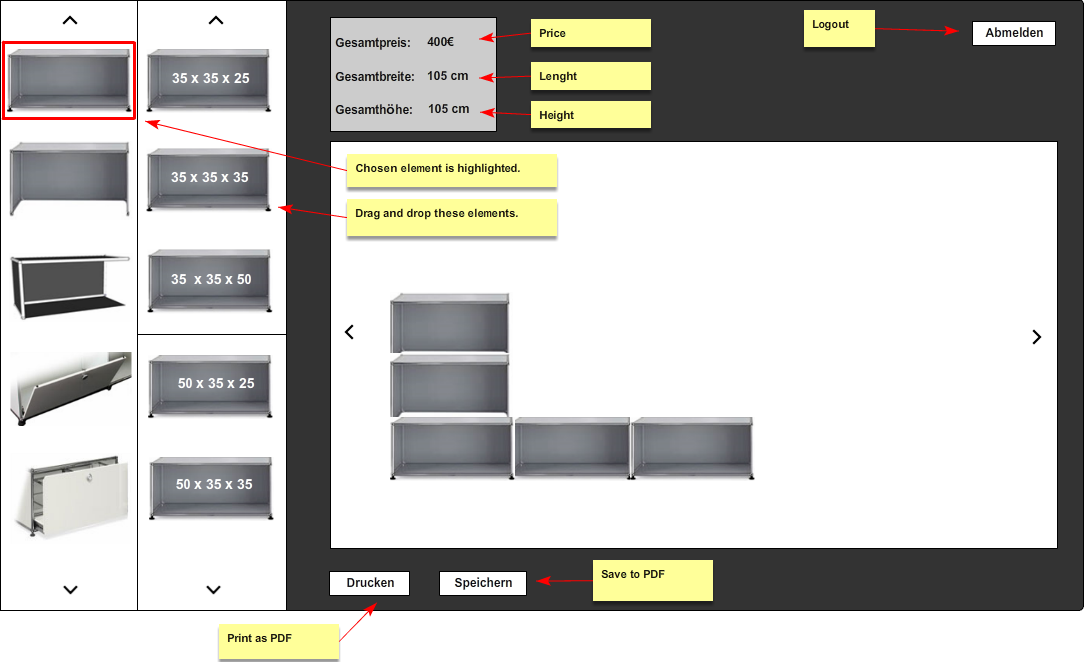 35 x 35 x 25
35 x 35 x 35
35 x 35 x 50
50 x 35 x 25
50 x 35 x 35
Gesamtpreis: 400€
Gesamtbreite: 105 cm
Gesamthöhe: 105 cm
Price
Lenght
Height
Logout
Abmelden
Chosen element is highlighted.
Drag and drop these elements.
Drucken
Speichern
Save to PDF
Print as PDF